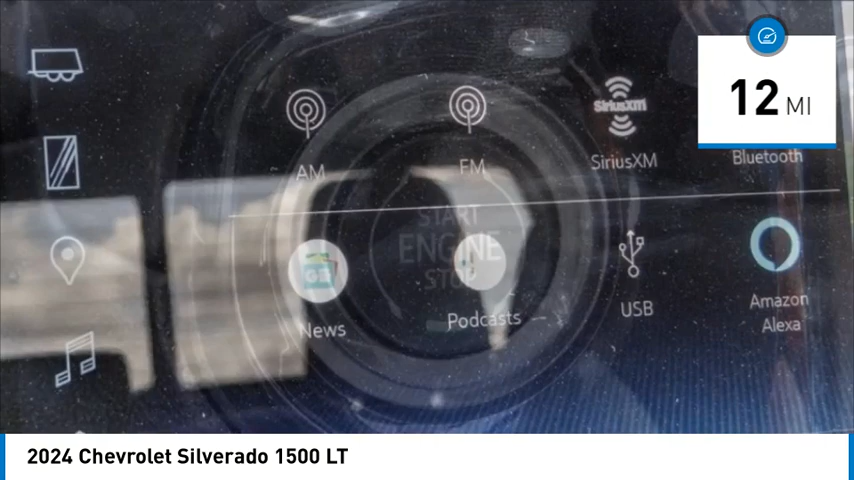 12 MI
AM
FM
SiriusXM
SiriusXM
Bluetooth
START
ENGINE
STOP
News
Podcasts
USB
Amazon
Alexa
2024 Chevrolet Silverado 1500 LT